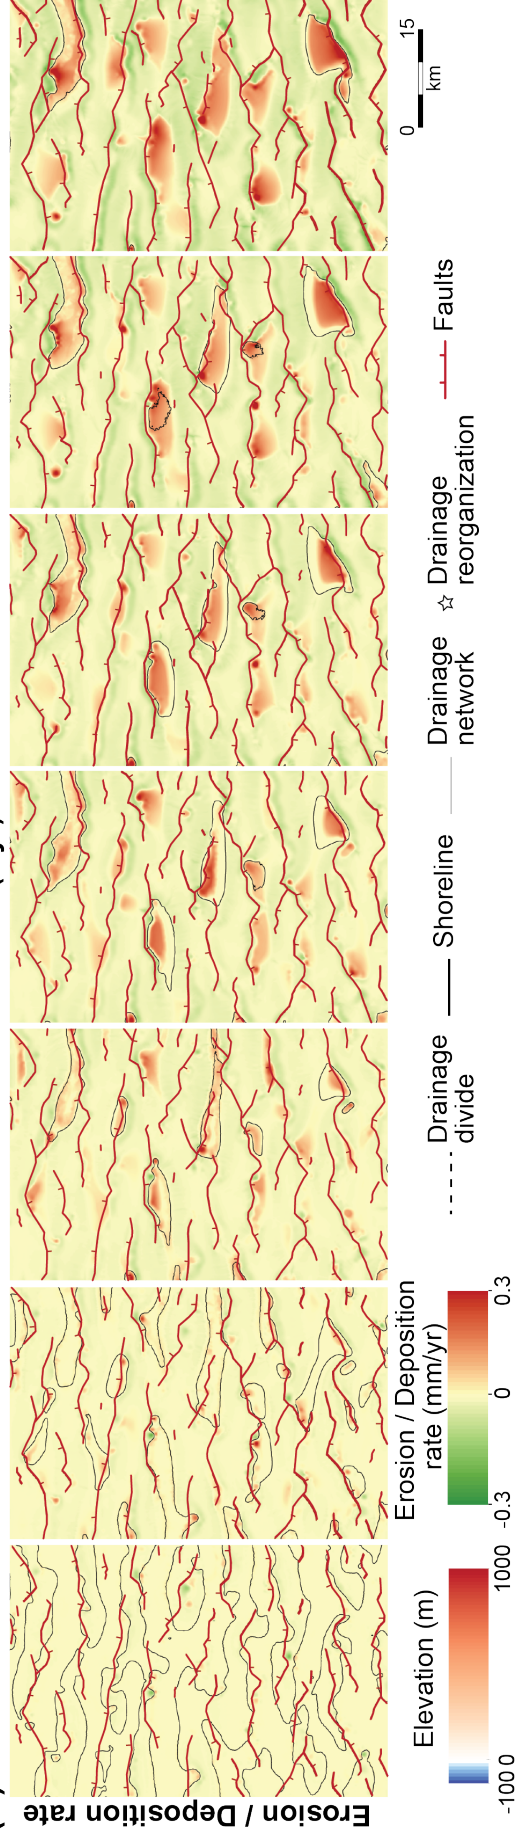 Erosion / Deposition rate
Elevation (m)
-100 0 1000
Erosion / Deposition
rate (mm/yr)
-0.3 0 0.3
Drainage
divide
Shoreline
Drainage
network
Drainage
reorganization
Faults
0 15
km